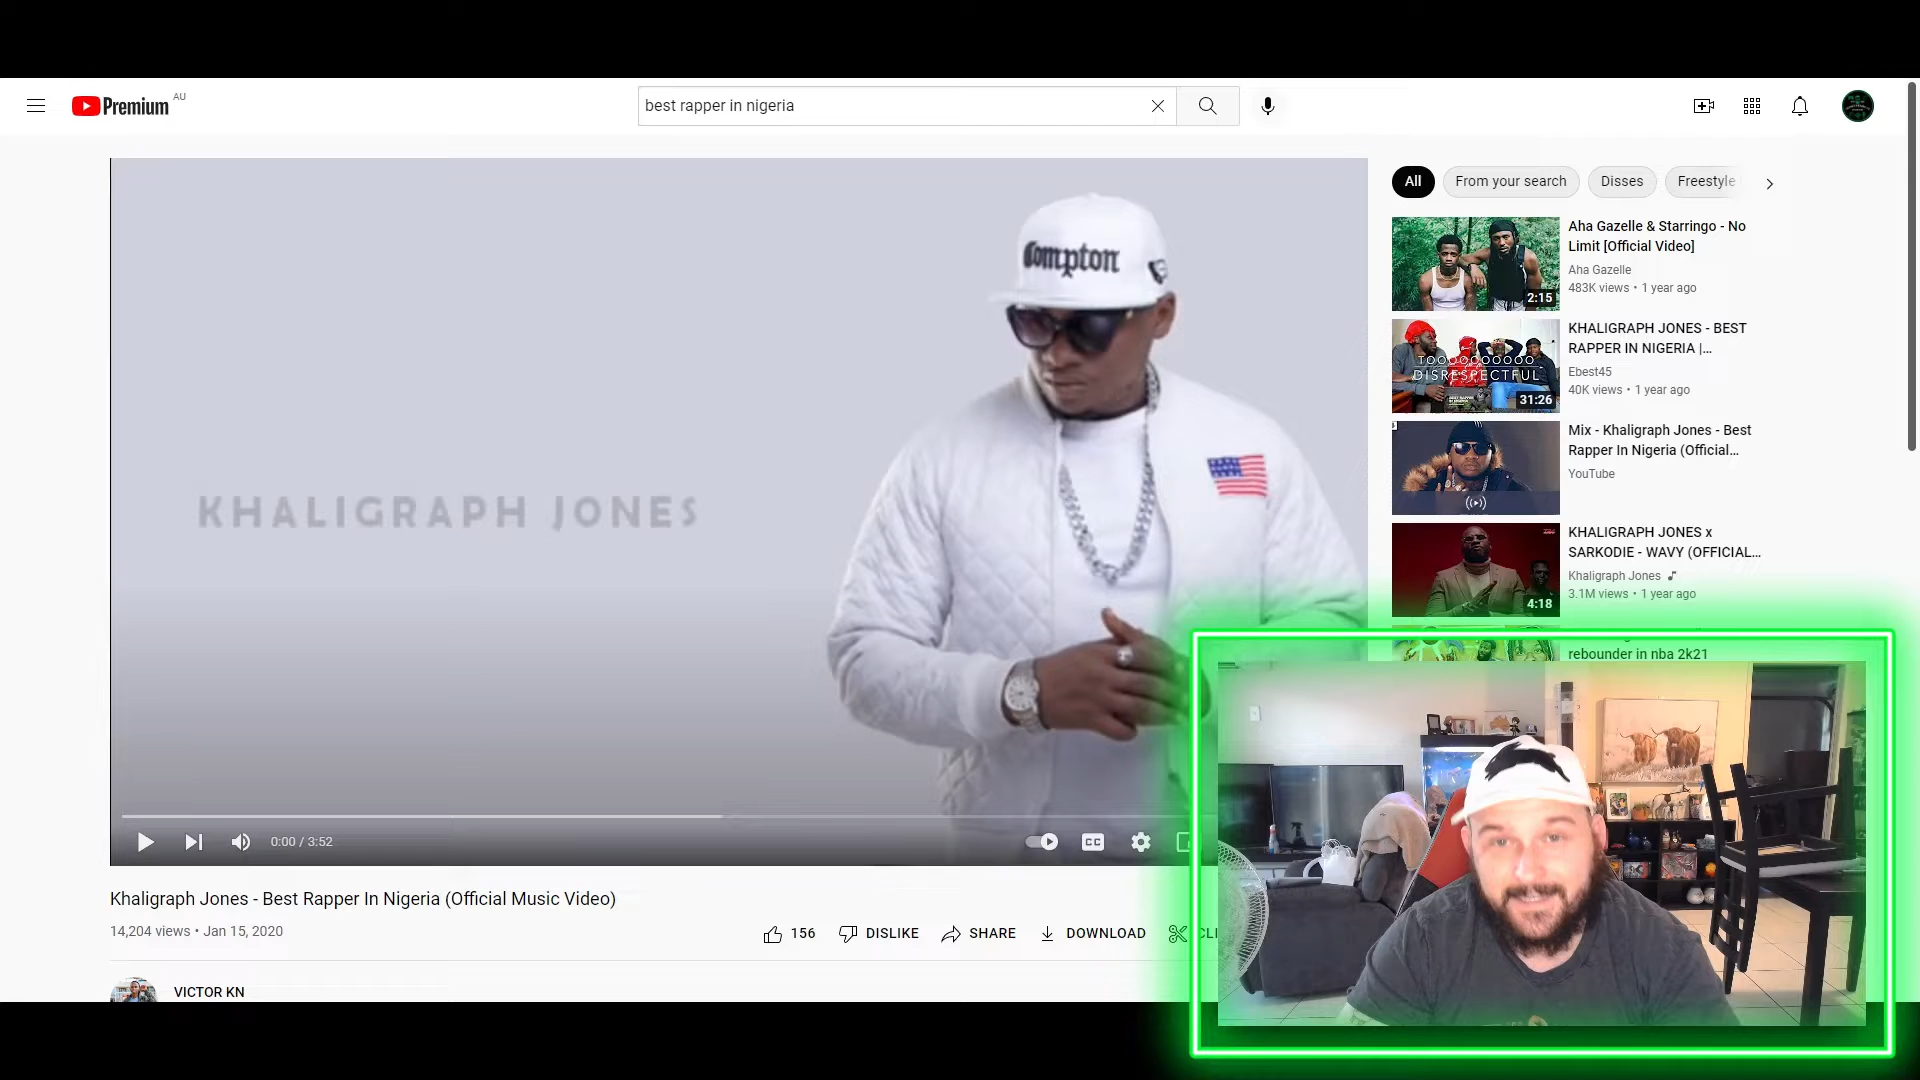 Premium AU
best rapper in nigeria
Compton
KHALIGRAPH JONES
0:00 / 3:52
CC
Khaligraph Jones - Best Rapper In Nigeria (Official Music Video)
14,204 views • Jan 15, 2020
156 DISLIKE SHARE DOWNLOAD CLI
VICTOR KN
All From your search Disses Freestyle
Aha Gazelle & Starringo - No
Limit [Official Video]
Aha Gazelle
483K views • 1 year ago
2:15
KHALIGRAPH JONES - BEST
RAPPER IN NIGERIA |...
Ebest45
40K views • 1 year ago
TOOOOOOOOOO
DISRESPECTFUL
31:26
Mix - Khaligraph Jones - Best
Rapper In Nigeria (Official...
YouTube
KHALIGRAPH JONES x
SARKODIE - WAVY (OFFICIAL...
Khaligraph Jones
3.1M views • 1 year ago
4:18
rebounder in nba 2k21